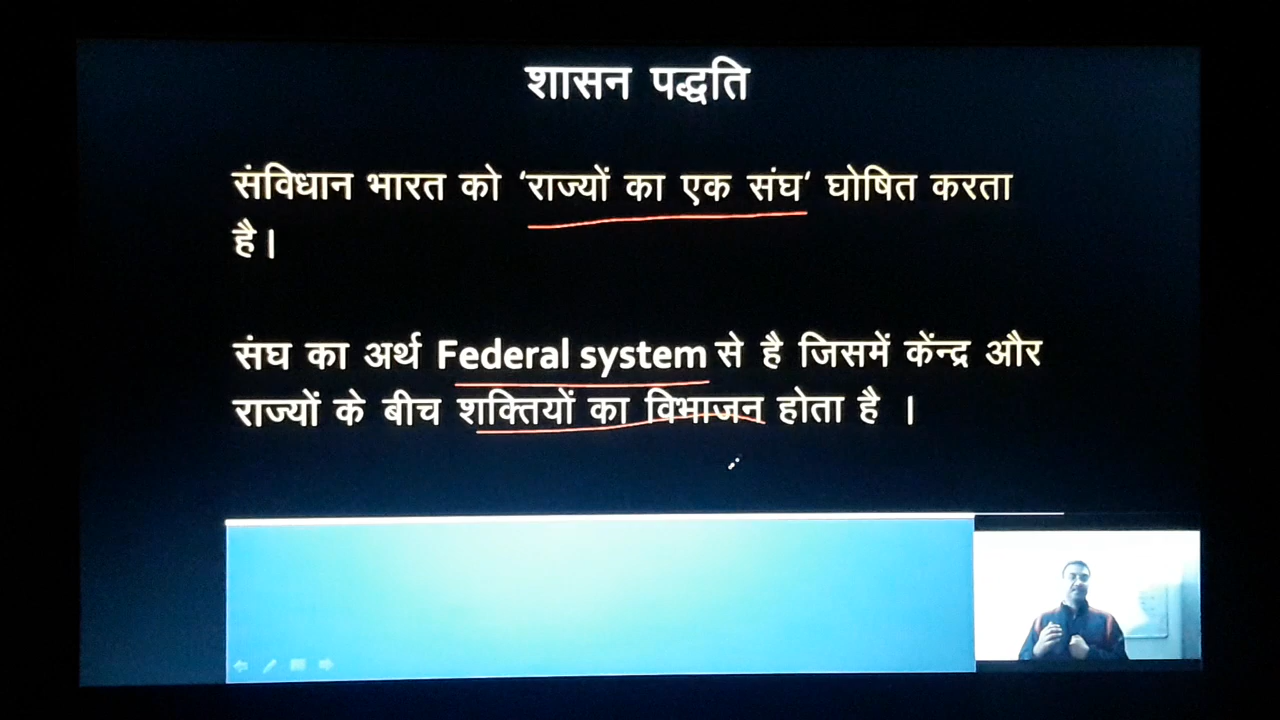 शासन पद्धति
संविधान भारत को ‘राज्यों का एक संघ’ घोषित करता
है।
संघ का अर्थ Federal system से है जिसमें केंन्द्र और
राज्यों के बीच शक्तियों का विभाजन होता है ।